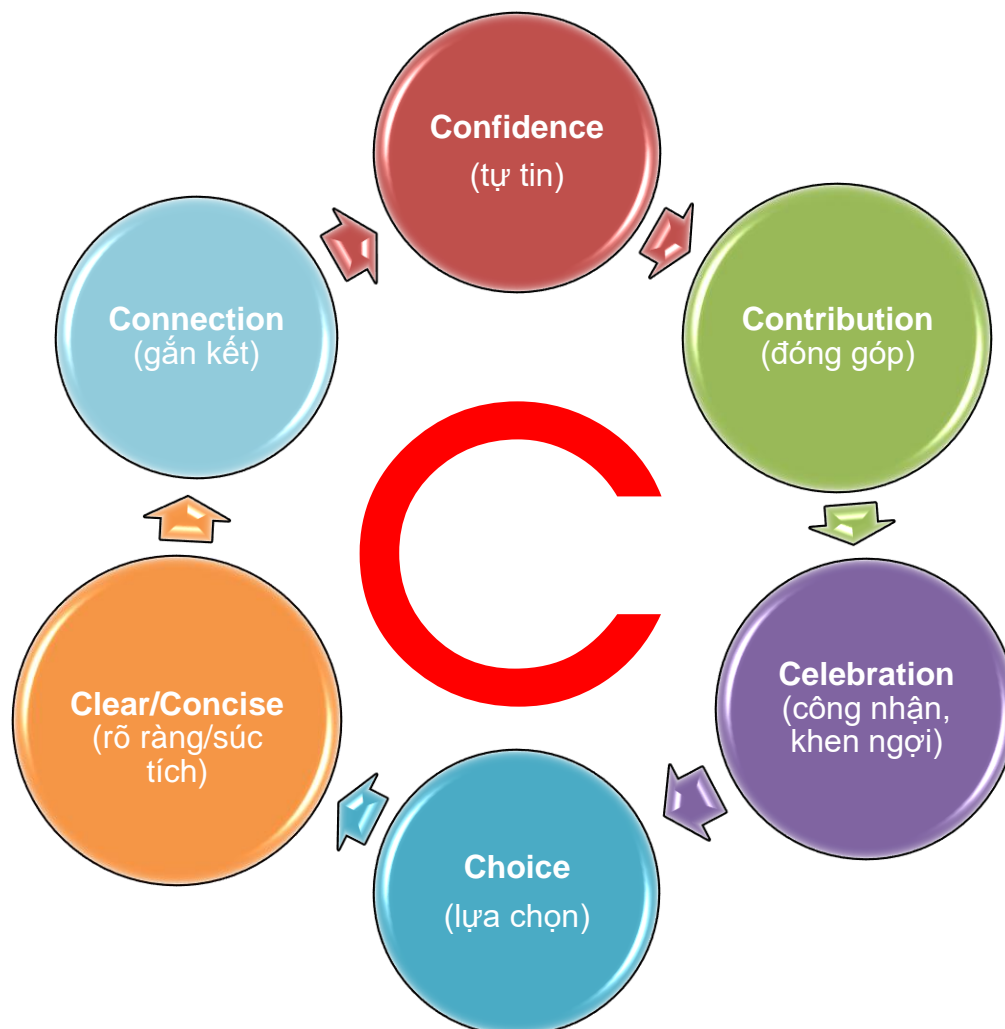 Confidence
(tự tin)
Contribution
(đóng góp)
Celebration
(công nhận,
khen ngợi)
Choice
(lựa chọn)
Clear/Concise
(rõ ràng/súc
tích)
Connection
(gắn kết)
C